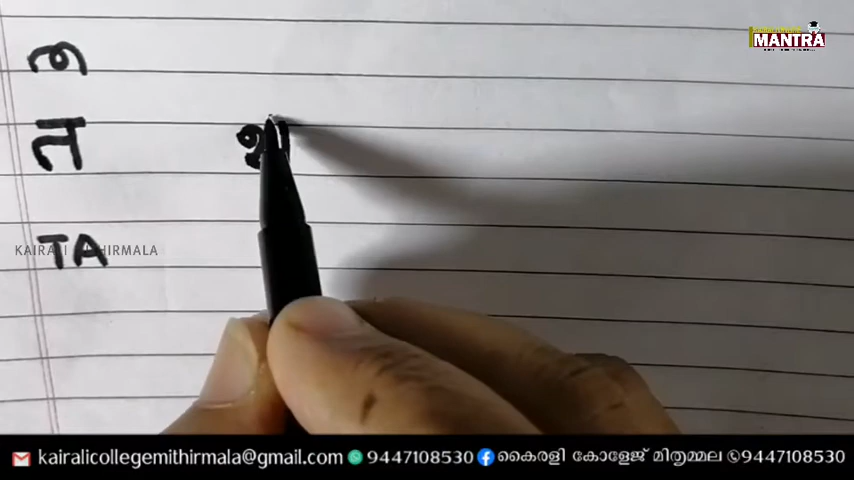 MANTRA
ത
त
TA
KAIRALI MITHIRMALA
kairalicollegemithirmala@gmail.com 9447108530 കൈരളി കോളേജ് മിതൃമ്മല 9447108530